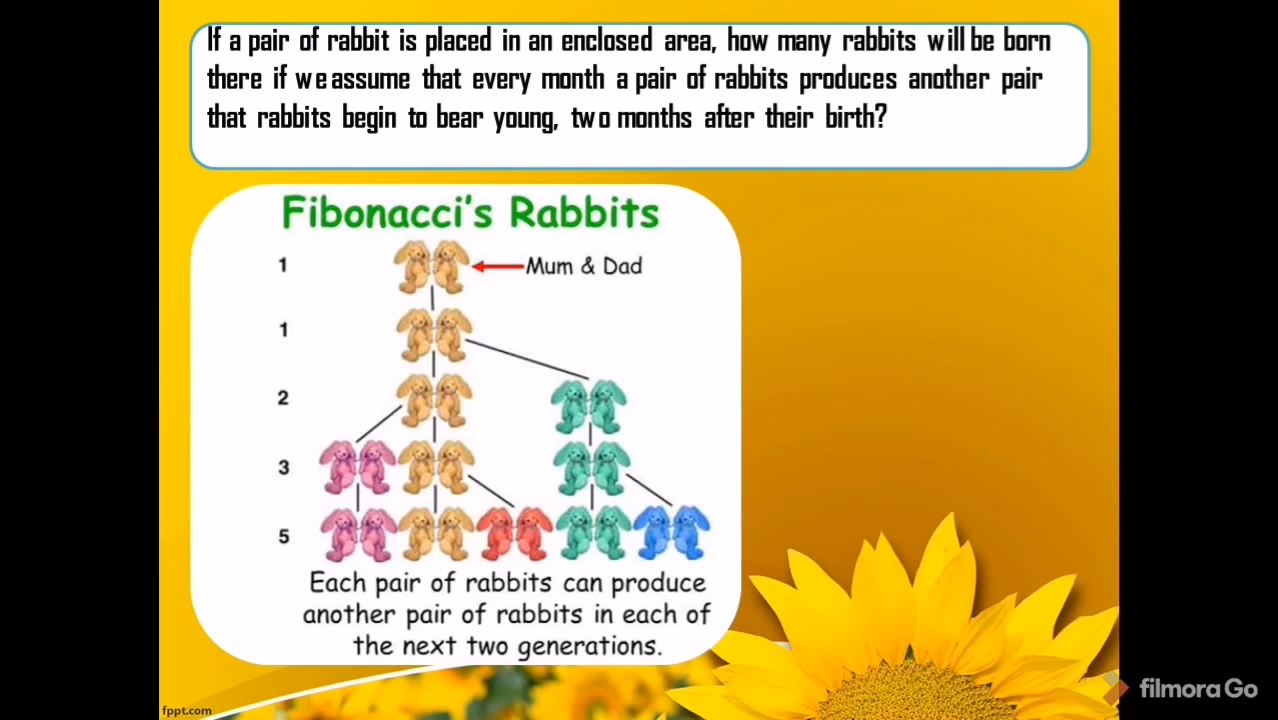 If a pair of rabbit is placed in an enclosed area, how many rabbits will be born
there if we assume that every month a pair of rabbits produces another pair
that rabbits begin to bear young, two months after their birth?
Fibonacci's Rabbits
1
Mum & Dad
1
2
3
5
Each pair of rabbits can produce
another pair of rabbits in each of
the next two generations.
fppt.com
filmora Go